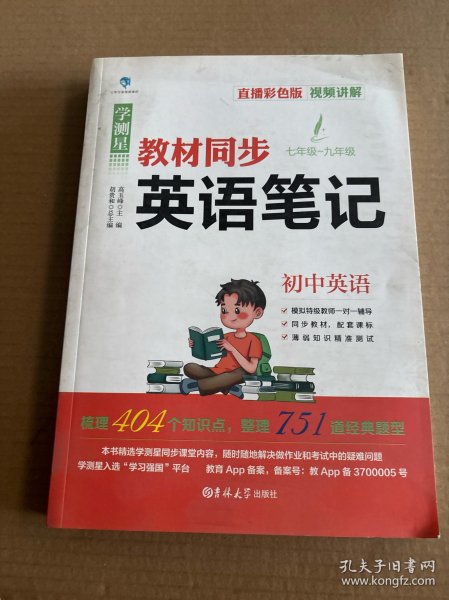 直播彩色版 视频讲解
学测星
教材同步
七年级~九年级
英语笔记
高玉峰◎主编
胡贵和◎总主编
初中英语
模拟特级教师一对一辅导
同步教材,配套课标
薄弱知识精准测试
梳理404个知识点,整理751道经典题型
本书精选学测星同步课堂内容,随时随地解决做作业和考试中的疑难问题
学测星入选“学习强国”平台 教育App备案,备案号:教App备3700005号
吉林大学出版社
孔夫子旧书网
www.kongfz.com